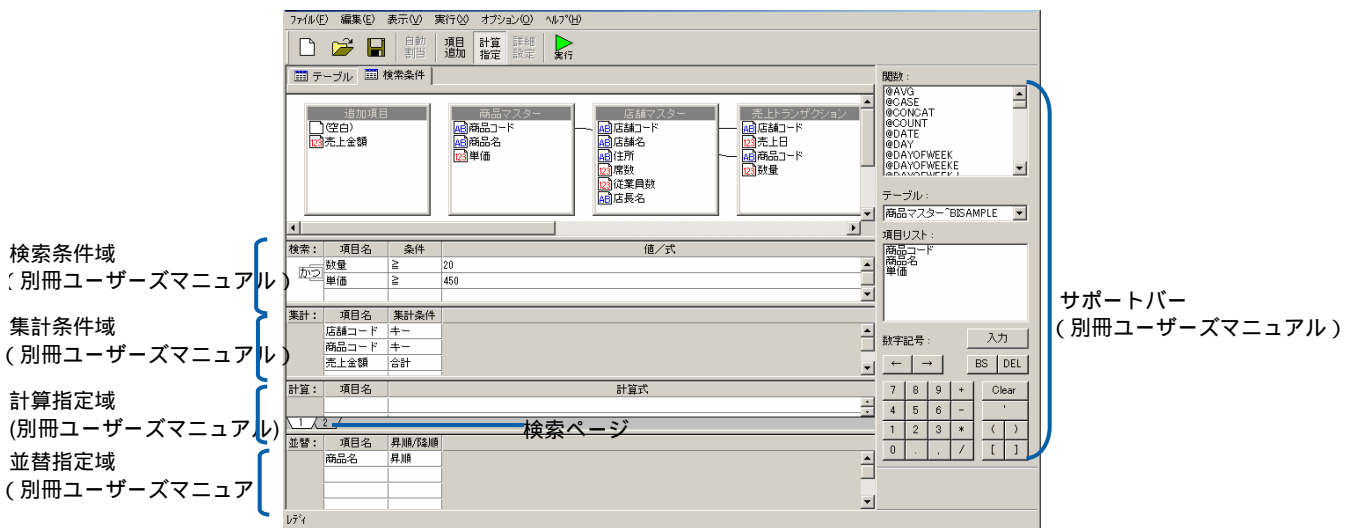 ファイル(F) 編集(E) 表示(V) 実行(X) オプション(O) ヘルプ(H)
自動割当 項目追加 計算指定 詳細設定 実行
テーブル 検索条件
追加項目
(空白)
売上金額
商品マスター
商品コード
商品名
単価
店舗マスター
店舗コード
店舗名
住所
席数
従業員数
店長名
売上トランザクション
店舗コード
売上日
商品コード
数量
検索: 項目名 条件 値/式
かつ
数量 ≧ 20
単価 ≧ 450
集計: 項目名 集計条件
店舗コード キー
商品コード キー
売上金額 合計
計算: 項目名 計算式
1 2
検索ページ
並替: 項目名 昇順/降順
商品名 昇順
レディ
関数:
@AVG
@CASE
@CONCAT
@COUNT
@DATE
@DAY
@DAYOFWEEK
@DAYOFWEEKE
テーブル:
商品マスター^BISAMPLE
項目リスト:
商品コード
商品名
単価
数字記号: 入力
← → BS DEL
7 8 9 + Clear
4 5 6 - '
1 2 3 * ( )
0 . , / [ ]
検索条件域
(別冊ユーザーズマニュアル)
集計条件域
(別冊ユーザーズマニュアル)
計算指定域
(別冊ユーザーズマニュアル)
並替指定域
(別冊ユーザーズマニュア
サポートバー
(別冊ユーザーズマニュアル)